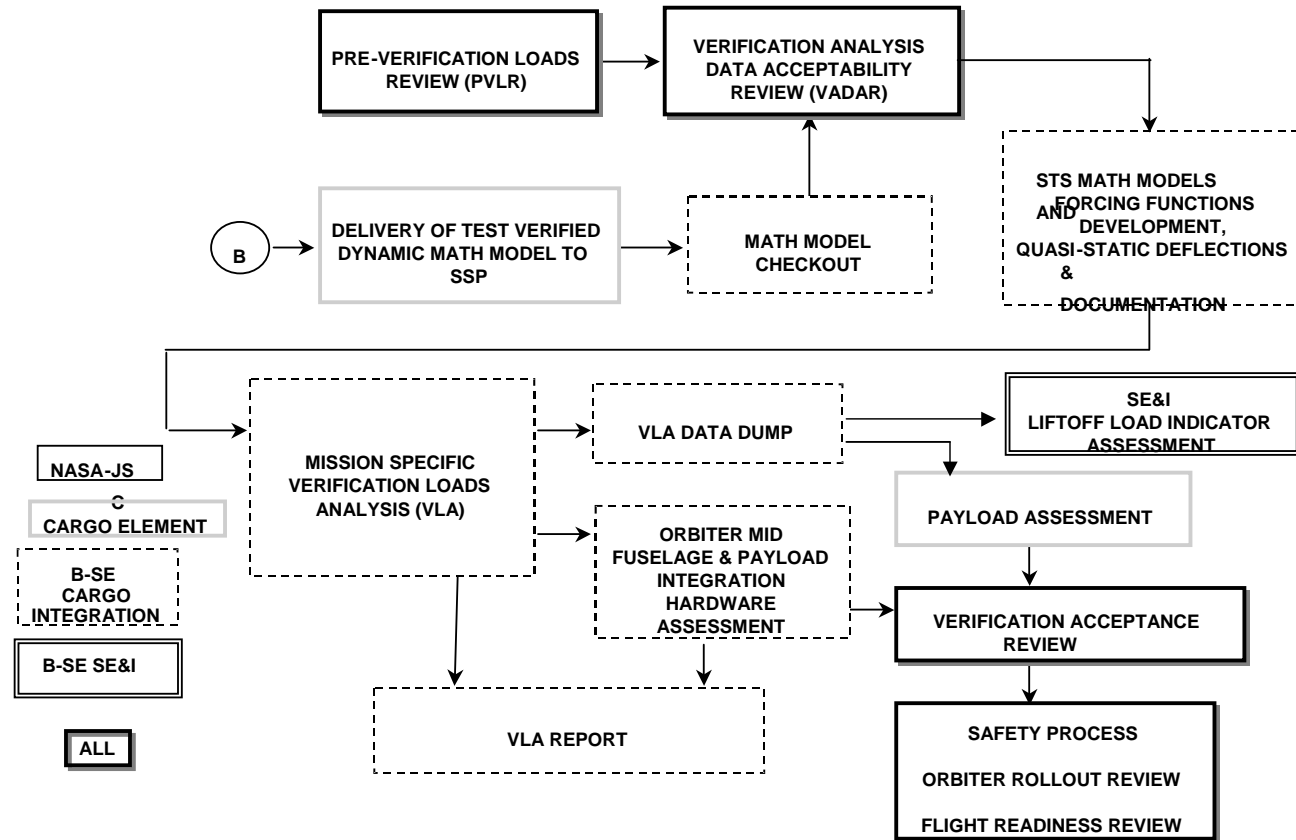 PRE-VERIFICATION LOADS
REVIEW (PVLR)
VERIFICATION ANALYSIS
DATA ACCEPTABILITY
REVIEW (VADAR)
STS MATH MODELS
FORCING FUNCTIONS
AND
DEVELOPMENT,
QUASI-STATIC DEFLECTIONS
&
DOCUMENTATION
B
DELIVERY OF TEST VERIFIED
DYNAMIC MATH MODEL TO
SSP
MATH MODEL
CHECKOUT
MISSION SPECIFIC
VERIFICATION LOADS
ANALYSIS (VLA)
VLA DATA DUMP
SE&I
LIFTOFF LOAD INDICATOR
ASSESSMENT
PAYLOAD ASSESSMENT
ORBITER MID
FUSELAGE & PAYLOAD
INTEGRATION
HARDWARE
ASSESSMENT
VERIFICATION ACCEPTANCE
REVIEW
VLA REPORT
SAFETY PROCESS
ORBITER ROLLOUT REVIEW
FLIGHT READINESS REVIEW
NASA-JS
C
CARGO ELEMENT
B-SE
CARGO
INTEGRATION
B-SE SE&I
ALL